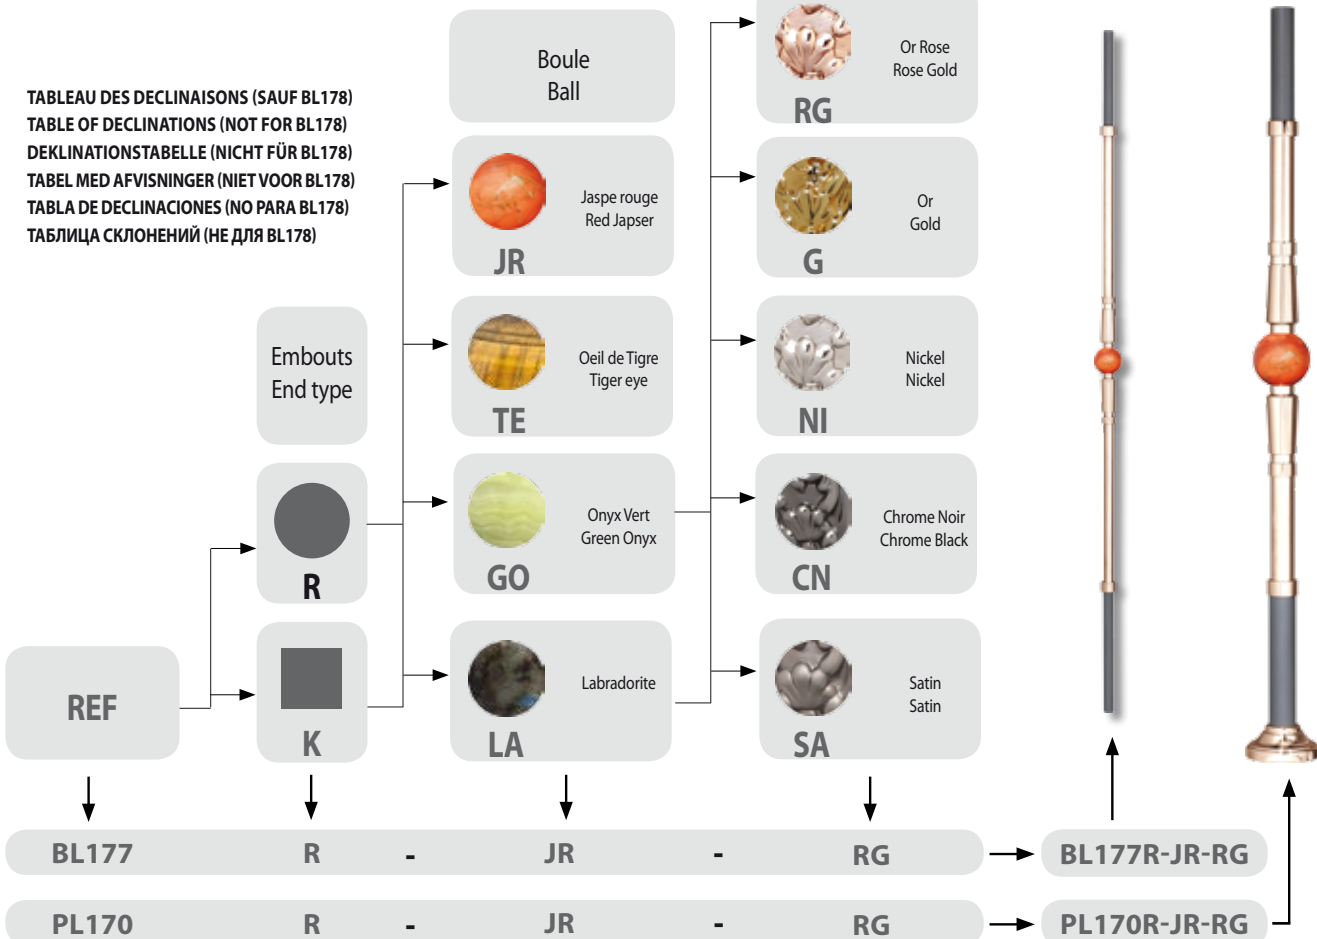 TABLEAU DES DECLINAISONS (SAUF BL178)
TABLE OF DECLINATIONS (NOT FOR BL178)
DEKLINATIONSTABELLE (NICHT FÜR BL178)
TABEL MED AFVISNINGER (NIET VOOR BL178)
TABLA DE DECLINACIONES (NO PARA BL178)
ТАБЛИЦА СКЛОНЕНИЙ (НЕ ДЛЯ BL178)
REF
Embouts
End type
R
K
Boule
Ball
Jaspe rouge
Red Japser
JR
Oeil de Tigre
Tiger eye
TE
Onyx Vert
Green Onyx
GO
Labradorite
LA
Or Rose
Rose Gold
RG
Or
Gold
G
Nickel
Nickel
NI
Chrome Noir
Chrome Black
CN
Satin
Satin
SA
BL177 R - JR - RG BL177R-JR-RG
PL170 R - JR - RG PL170R-JR-RG